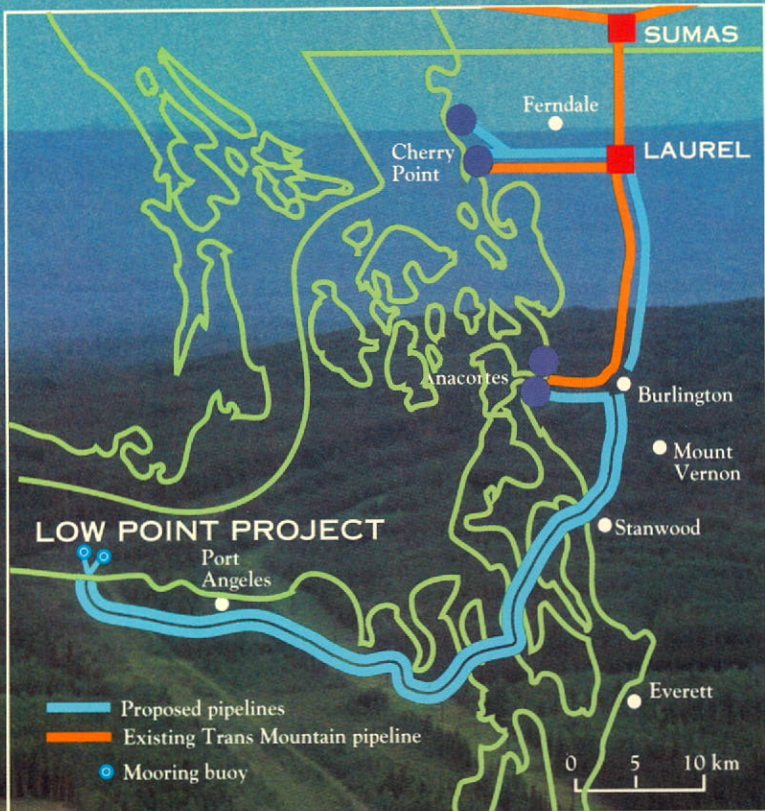 SUMAS
Ferndale
Cherry
Point
LAUREL
Anacortes
Burlington
Mount
Vernon
LOW POINT PROJECT
Stanwood
Port
Angeles
Everett
Proposed pipelines
Existing Trans Mountain pipeline
Mooring buoy
0 5 10 km